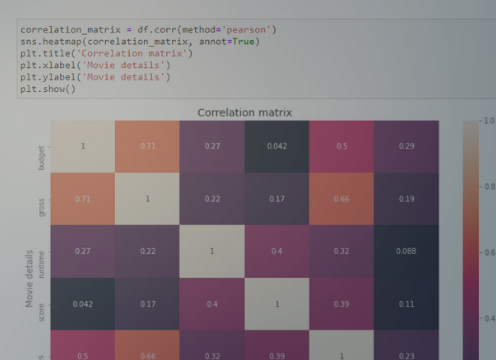 correlation_matrix = df.corr(method='pearson')
sns.heatmap(correlation_matrix, annot=True)
plt.title('Correlation matrix')
plt.xlabel('Movie details')
plt.ylabel('Movie details')
plt.show()
Correlation matrix
1.0
budget 1 0.71 0.27 0.042 0.5 0.29
0.8
gross 0.71 1 0.22 0.17 0.66 0.19
Movie details
runtime 0.27 0.22 1 0.4 0.32 0.088
0.6
score 0.042 0.17 0.4 1 0.39 0.11
0.4
0.5 0.66 0.32 0.39 1 0.23